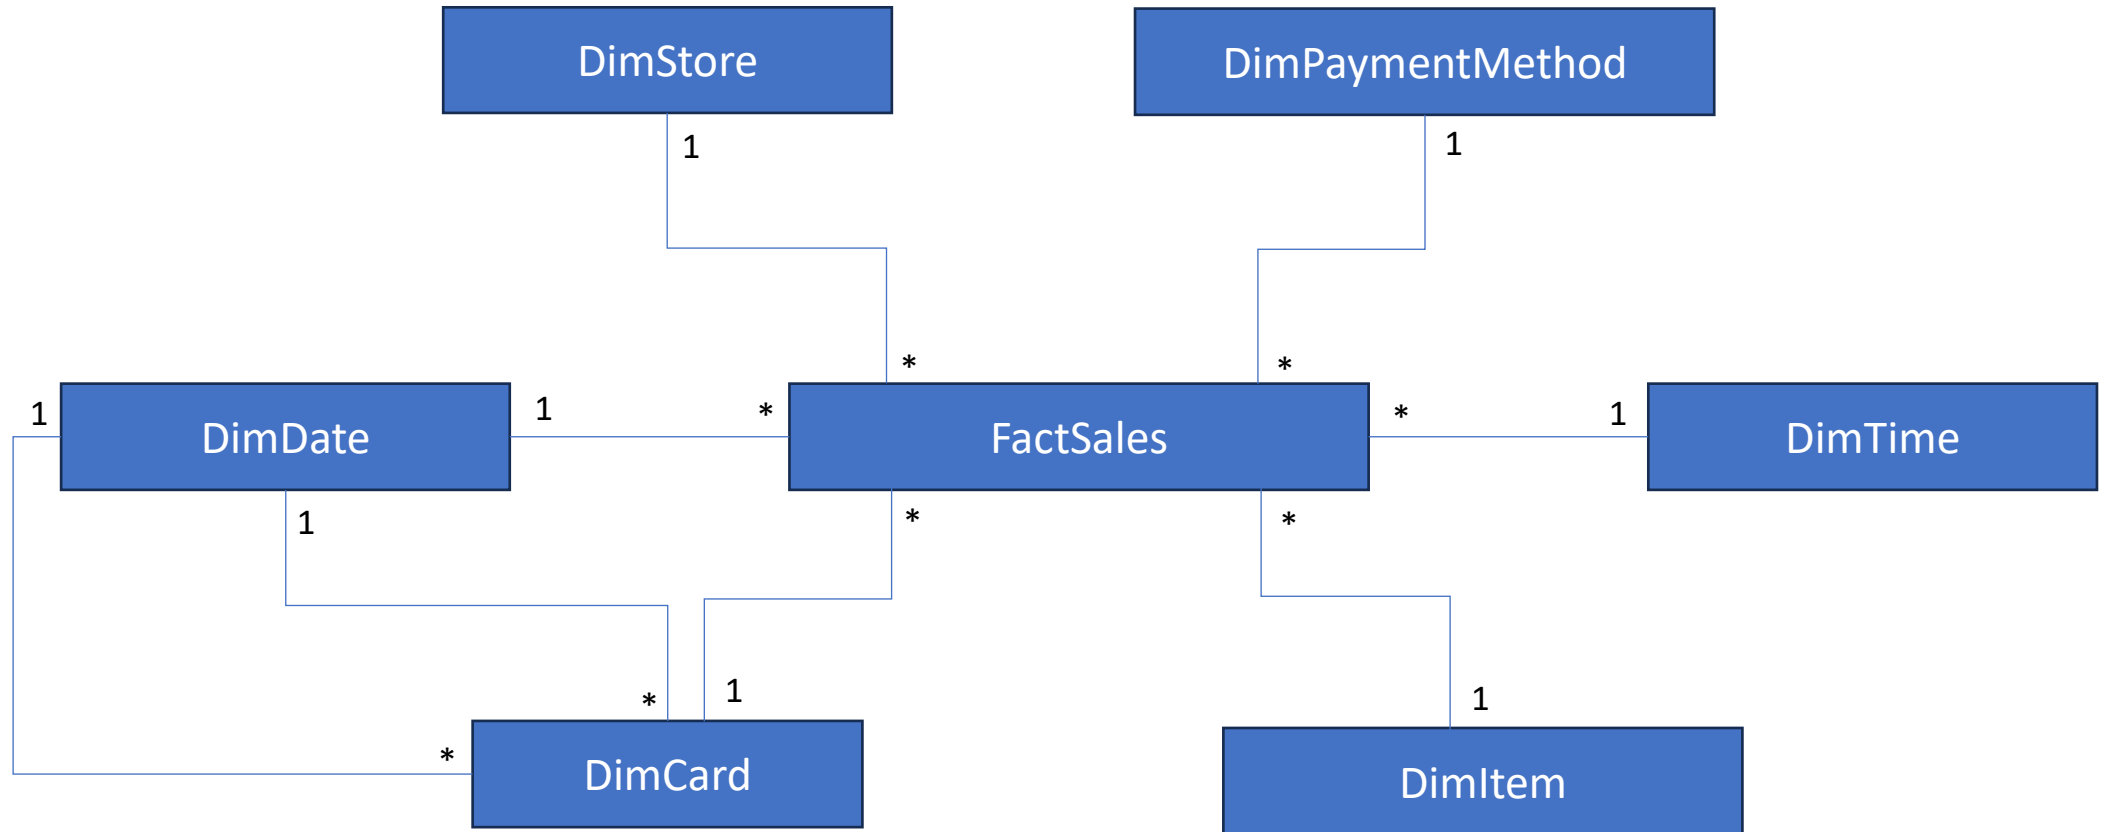 DimStore
DimPaymentMethod
1
1
*
*
1
1
*
*
1
DimDate
FactSales
DimTime
1
*
*
*
1
1
*
DimCard
DimItem